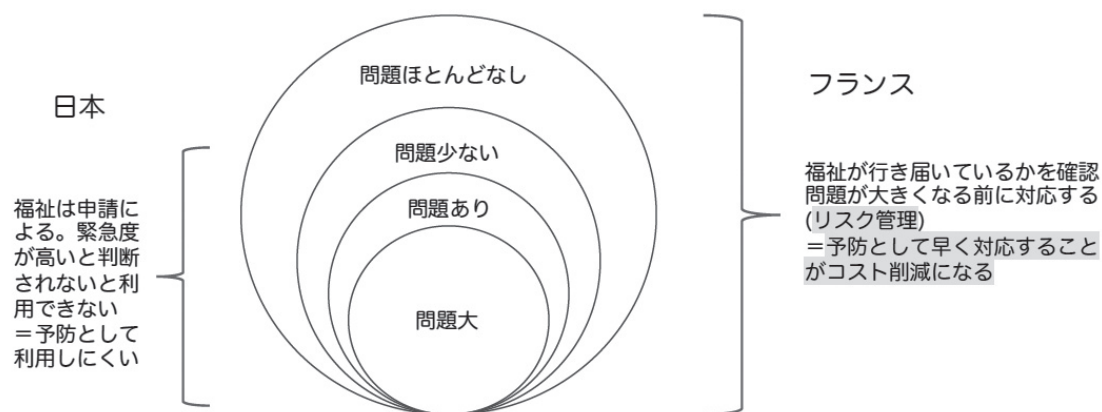 日本
福祉は申請に
よる。緊急度
が高いと判断
されないと利
用できない
＝予防として
利用しにくい
問題ほとんどなし
問題少ない
問題あり
問題大
フランス
福祉が行き届いているかを確認
問題が大きくなる前に対応する
(リスク管理)
＝予防として早く対応すること
がコスト削減になる